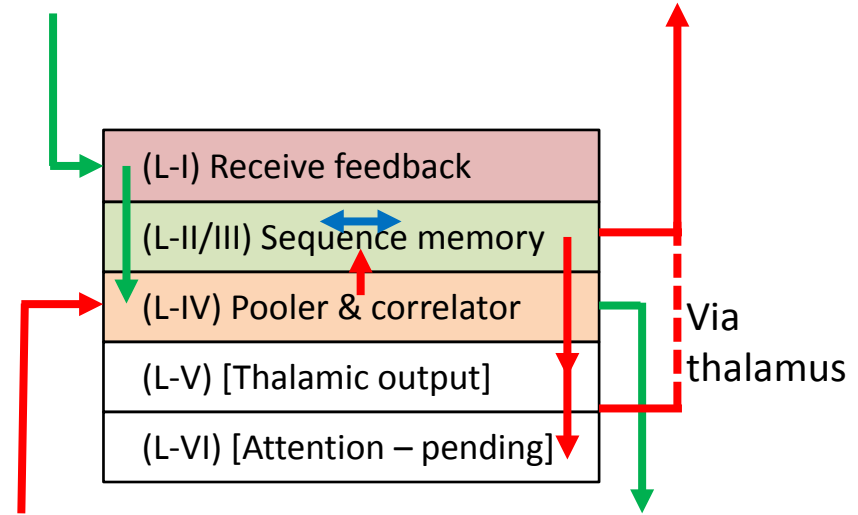 (L-I) Receive feedback
(L-II/III) Sequence memory
(L-IV) Pooler & correlator
(L-V) [Thalamic output]
(L-VI) [Attention – pending]
Via
thalamus